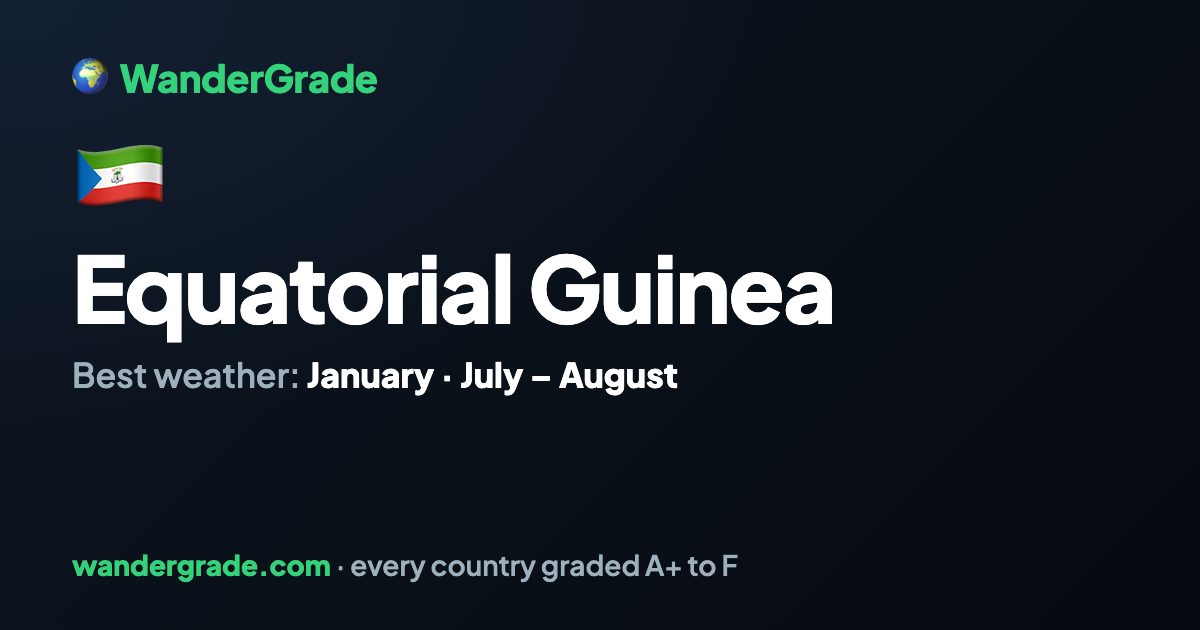 WanderGrade
Equatorial Guinea
Best weather: January · July – August
wandergrade.com · every country graded A+ to F